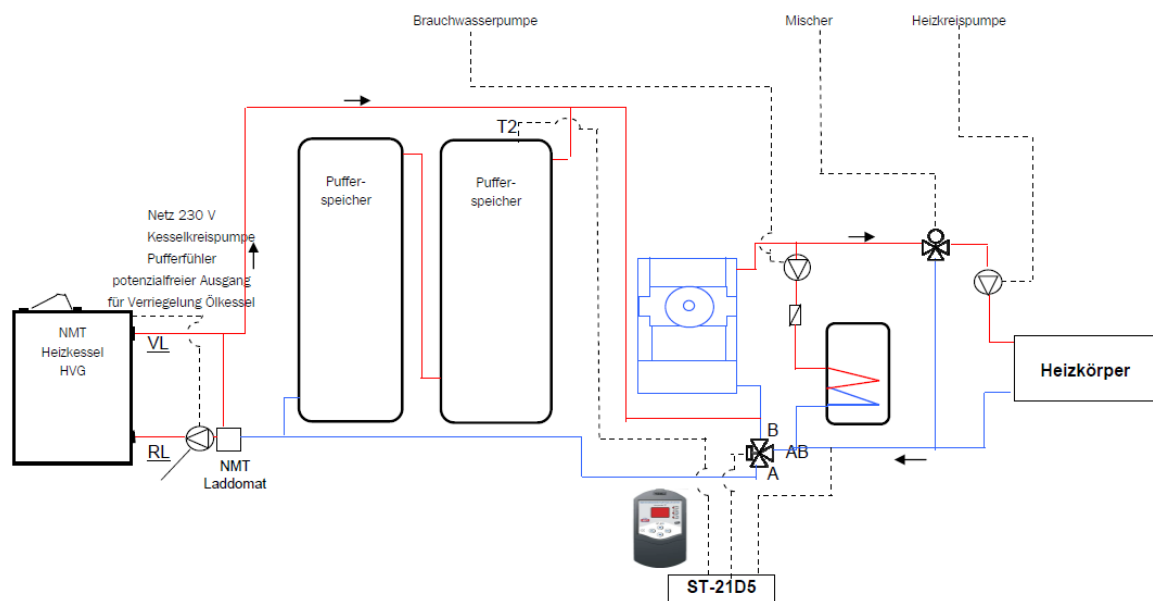 Brauchwasserpumpe
Mischer
Heizkreispumpe
T2
Puffer-
speicher
Puffer-
speicher
Netz 230 V
Kesselkreispumpe
Pufferfühler
potenzialfreier Ausgang
für Verriegelung Ölkessel
NMT
Heizkessel
HVG
VL
RL
NMT
Laddomat
Heizkörper
B
AB
A
ST-21D5